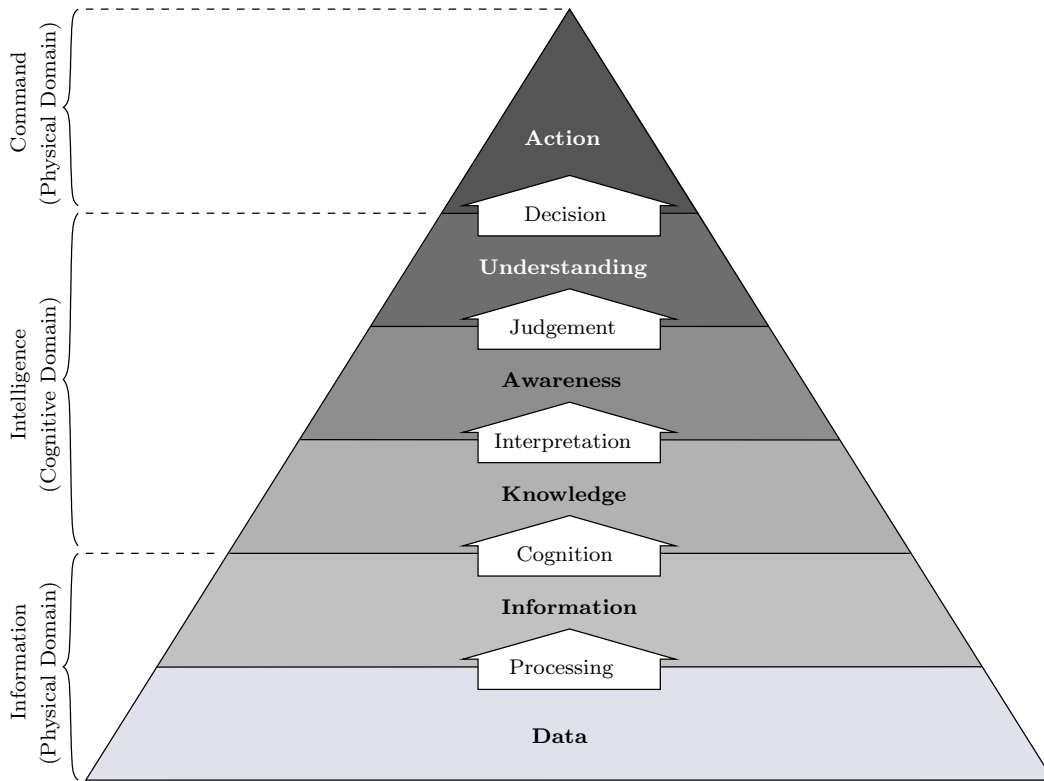 Command
(Physical Domain)
Action
Decision
Understanding
Judgement
Intelligence
(Cognitive Domain)
Awareness
Interpretation
Knowledge
Cognition
Information
(Physical Domain)
Information
Processing
Data